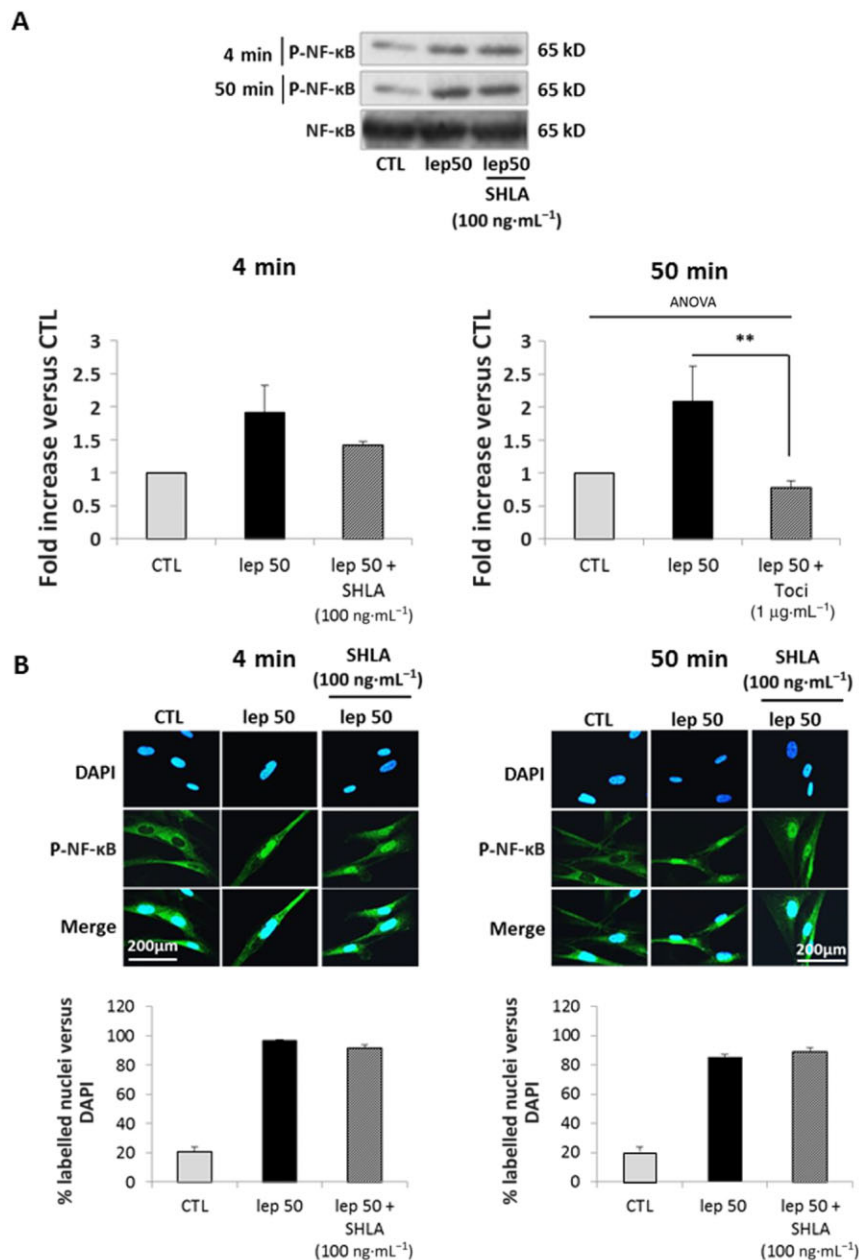 A
4 min P-NF-κB 65 kD
50 min P-NF-κB 65 kD
NF-κB 65 kD
CTL lep50 lep50
SHLA
(100 ng·mL⁻¹)
4 min
Fold increase versus CTL
3
2.5
2
1.5
1
0.5
0
CTL lep 50 lep 50 +
SHLA
(100 ng·mL⁻¹)
50 min
ANOVA
**
Fold increase versus CTL
3
2.5
2
1.5
1
0.5
0
CTL lep 50 lep 50 +
Toci
(1 µg·mL⁻¹)
B
4 min
SHLA
(100 ng·mL⁻¹)
CTL lep 50 lep 50
DAPI
P-NF-κB
Merge
200µm
50 min
SHLA
(100 ng·mL⁻¹)
CTL lep 50 lep 50
DAPI
P-NF-κB
Merge
200µm
% labelled nuclei versus
DAPI
120
100
80
60
40
20
0
CTL lep 50 lep 50 +
SHLA
(100 ng·mL⁻¹)
% labelled nuclei versus
DAPI
120
100
80
60
40
20
0
CTL lep 50 lep 50 +
SHLA
(100 ng·mL⁻¹)